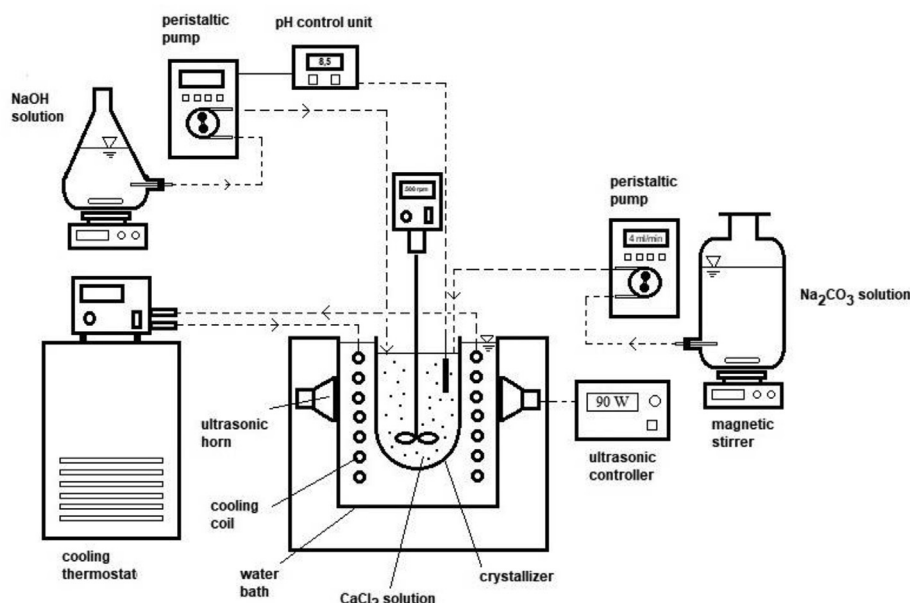 peristaltic
pump
pH control unit
8,5
NaOH
solution
500 rpm
peristaltic
pump
4 ml/min
Na₂CO₃ solution
ultrasonic
horn
90 W
magnetic
stirrer
ultrasonic
controller
cooling
coil
cooling
thermostat
water
bath
CaCl₂ solution
crystallizer